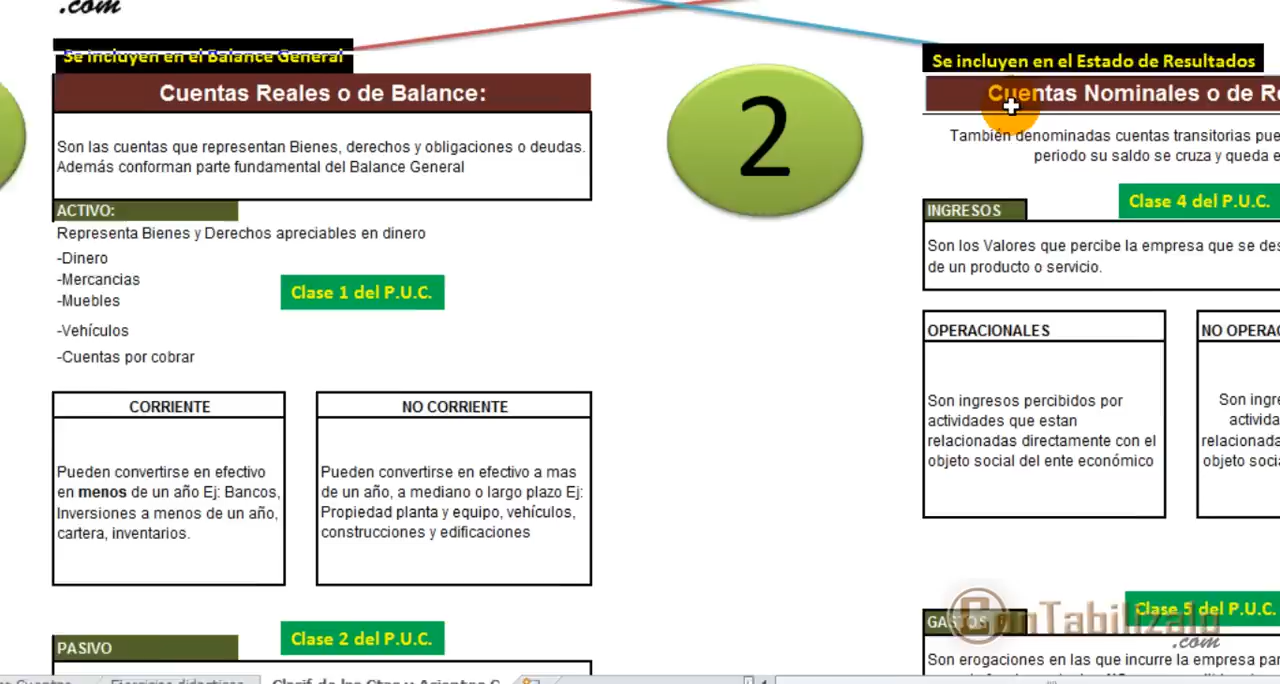 .com
Se incluyen en el Balance General
Cuentas Reales o de Balance:
Son las cuentas que representan Bienes, derechos y obligaciones o deudas.
Además conforman parte fundamental del Balance General
ACTIVO:
Representa Bienes y Derechos apreciables en dinero
-Dinero
-Mercancias
-Muebles
-Vehículos
-Cuentas por cobrar
Clase 1 del P.U.C.
CORRIENTE
Pueden convertirse en efectivo
en menos de un año Ej: Bancos,
Inversiones a menos de un año,
cartera, inventarios.
NO CORRIENTE
Pueden convertirse en efectivo a mas
de un año, a mediano o largo plazo Ej:
Propiedad planta y equipo, vehículos,
construcciones y edificaciones
PASIVO
Clase 2 del P.U.C.
2
Se incluyen en el Estado de Resultados
Cuentas Nominales o de
También denominadas cuentas transitorias
periodo su saldo se cruza y queda
Clase 4 del P.U.C.
INGRESOS
Son los Valores que percibe la empresa que se
de un producto o servicio.
OPERACIONALES
Son ingresos percibidos por
actividades que estan
relacionadas directamente con el
objeto social del ente económico
NO
Son
objeto
Clase 5 del P.U.C.
GASTOS
ConTabilizalo
.com
Son erogaciones en las que incurre la empresa